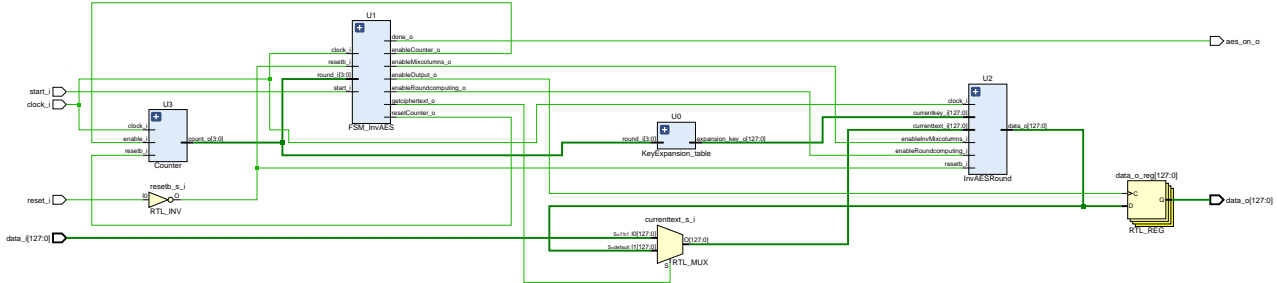 U1
done_o
clock_i
enableCounter_o
resetb_i
enableMixcolumns_o
round_i[3:0]
enableOutput_o
start_i
enableRoundcomputing_o
getciphertext_o
resetCounter_o
FSM_InvAES
aes_on_o
start_i
clock_i
U3
clock_i
enable_i
count_o[3:0]
resetb_i
Counter
U0
round_i[3:0]
expansion_key_o[127:0]
KeyExpansion_table
U2
clock_i
currentkey_i[127:0]
currenttext_i[127:0]
data_o[127:0]
enableInvMixcolumns_i
enableRoundcomputing_i
resetb_i
InvAESRound
reset_i
resetb_s_i
I0
O
RTL_INV
data_o_reg[127:0]
C
D
Q
RTL_REG
data_o[127:0]
data_i[127:0]
currenttext_s_i
S=1'b1 I0[127:0]
S=default I1[127:0]
O[127:0]
S
RTL_MUX